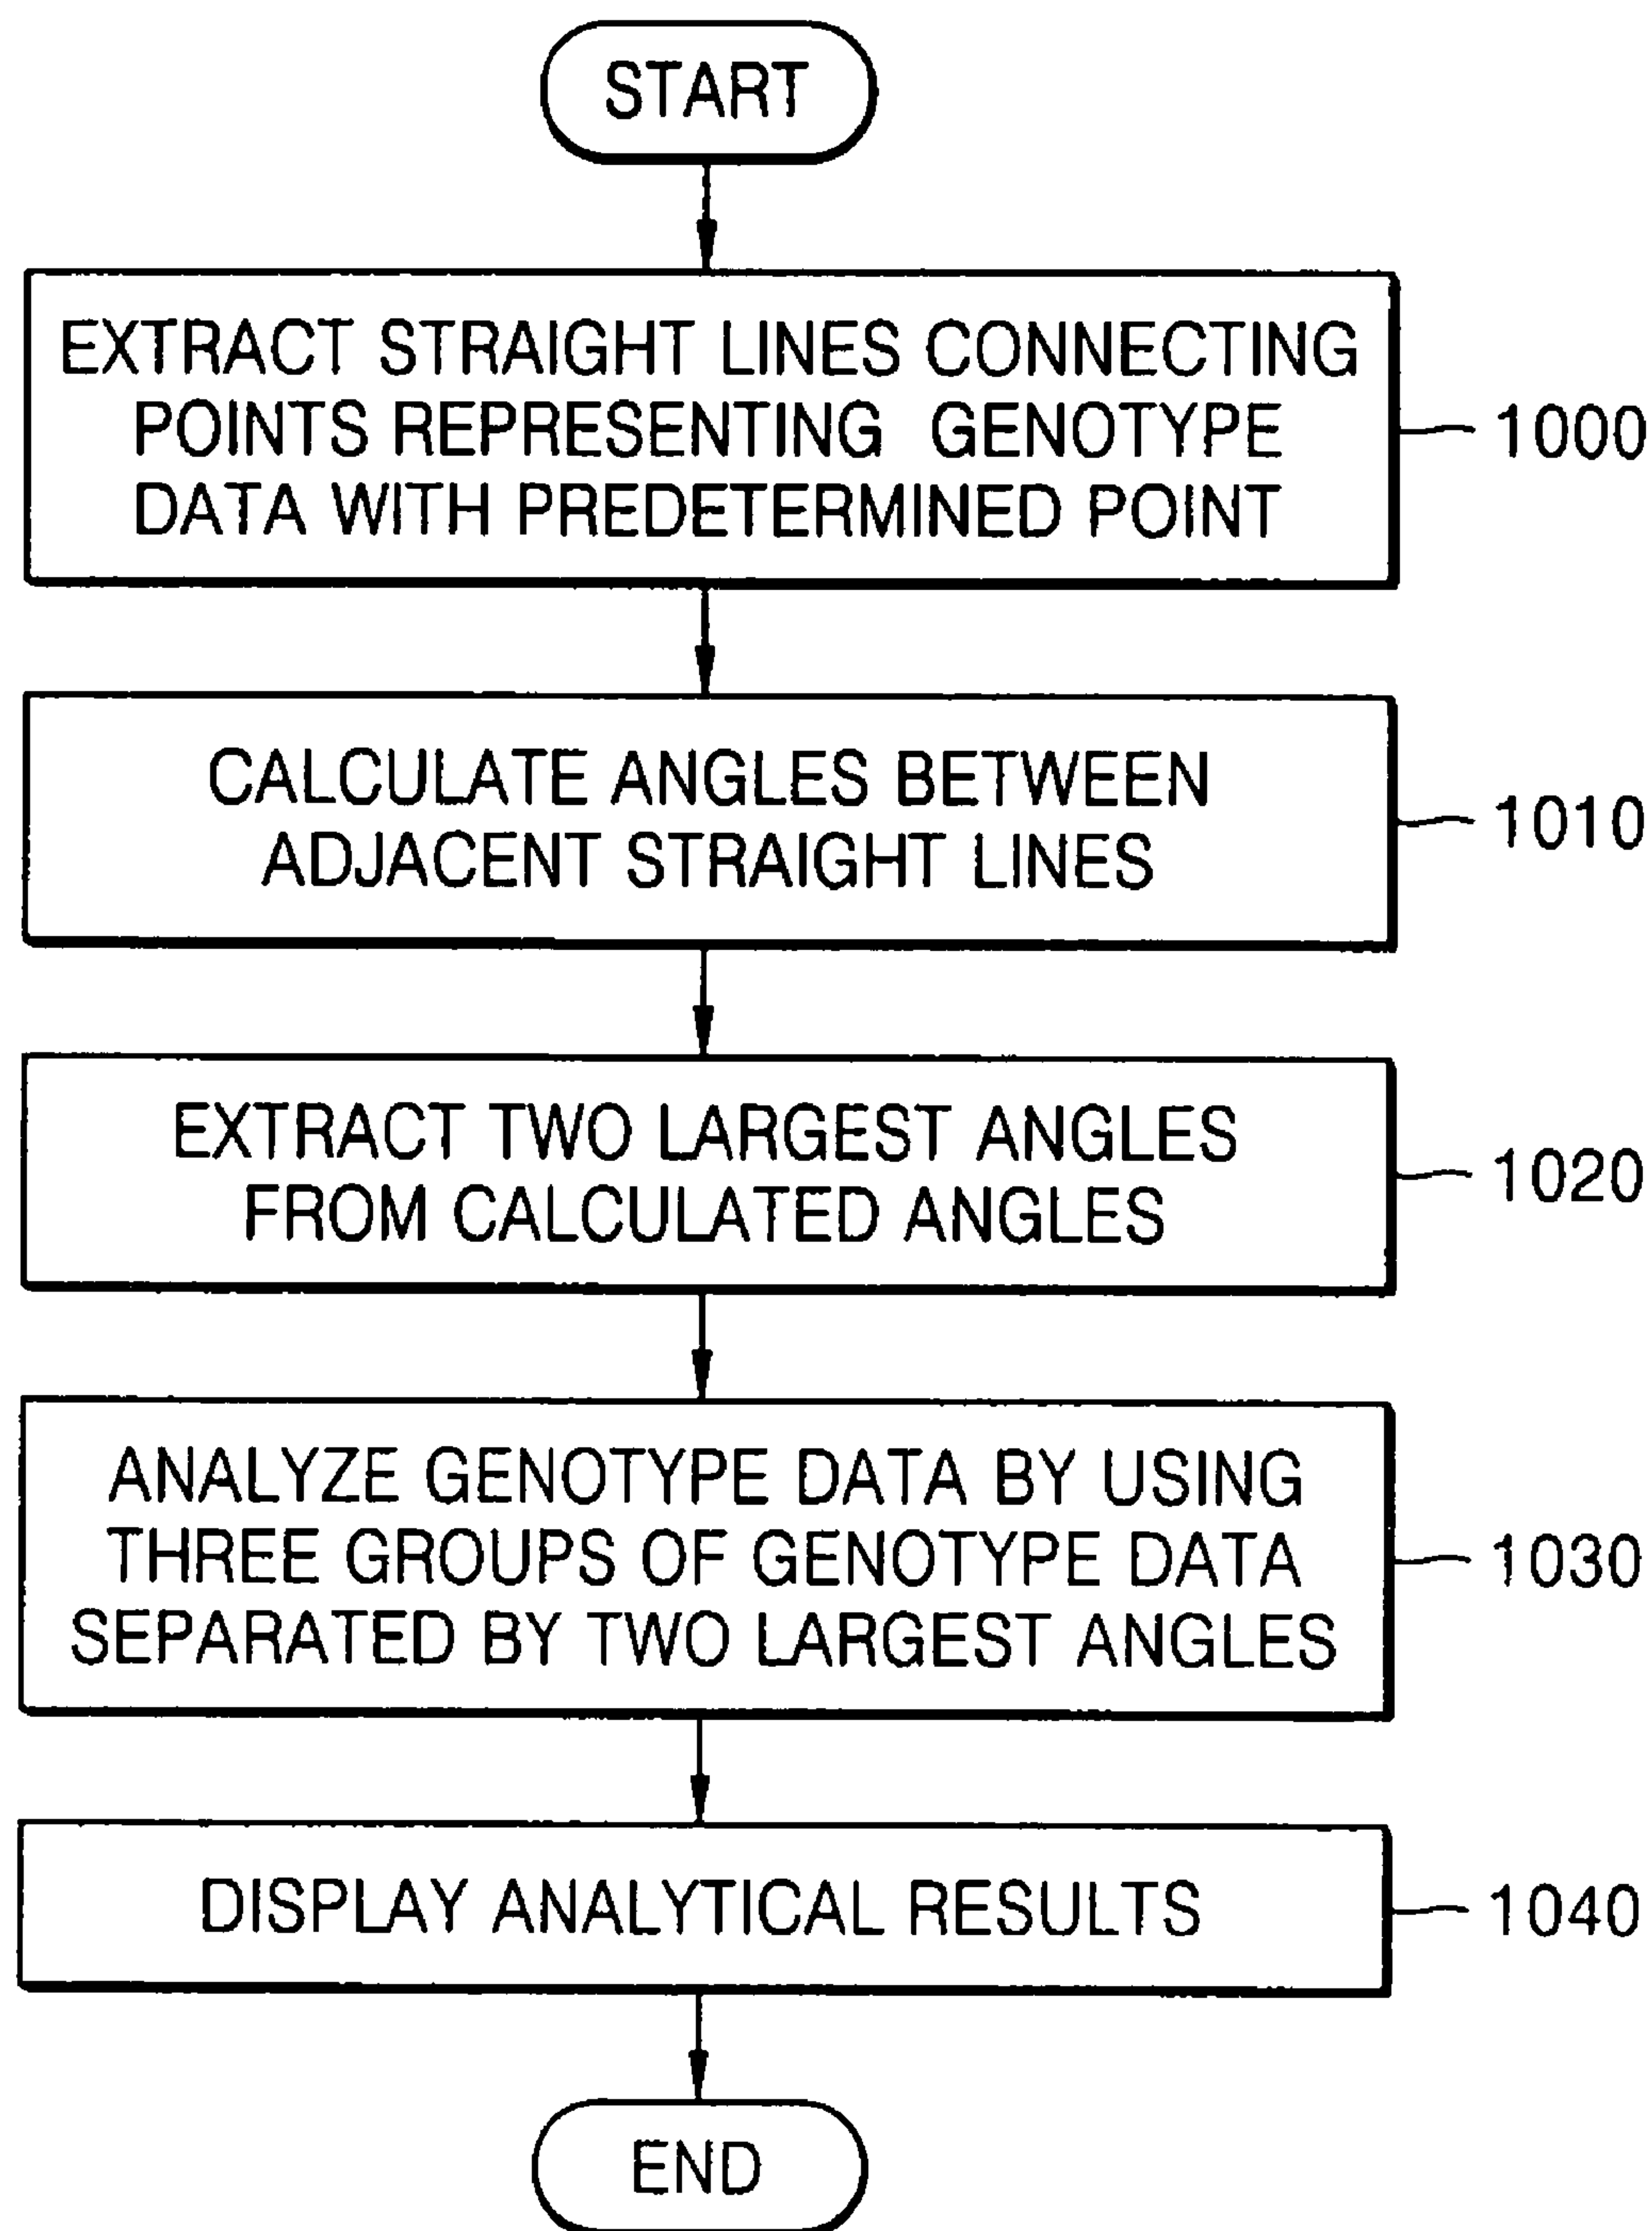 START
EXTRACT STRAIGHT LINES CONNECTING
POINTS REPRESENTING GENOTYPE
DATA WITH PREDETERMINED POINT
1000
CALCULATE ANGLES BETWEEN
ADJACENT STRAIGHT LINES
1010
EXTRACT TWO LARGEST ANGLES
FROM CALCULATED ANGLES
1020
ANALYZE GENOTYPE DATA BY USING
THREE GROUPS OF GENOTYPE DATA
SEPARATED BY TWO LARGEST ANGLES
1030
DISPLAY ANALYTICAL RESULTS
1040
END